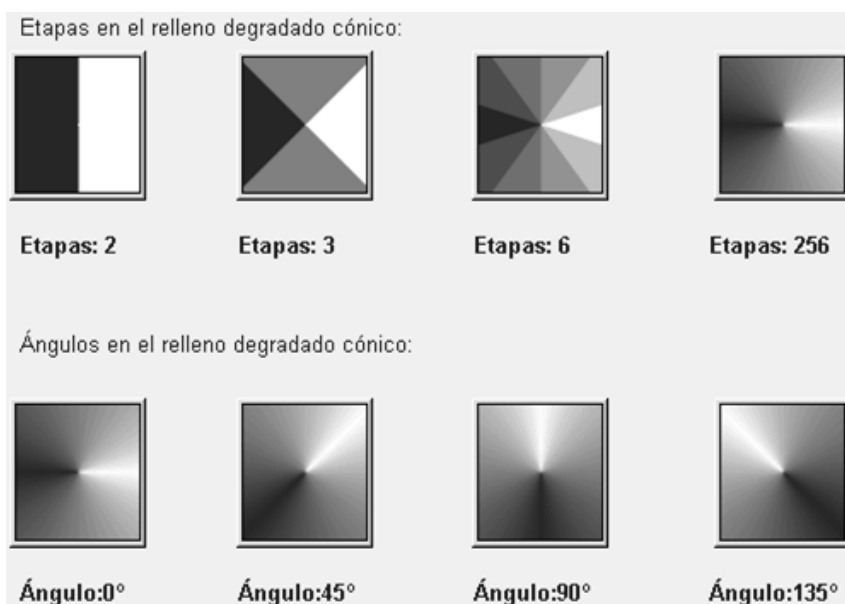 Etapas en el relleno degradado cónico:
Etapas: 2 Etapas: 3 Etapas: 6 Etapas: 256
Ángulos en el relleno degradado cónico:
Ángulo:0° Ángulo:45° Ángulo:90° Ángulo:135°